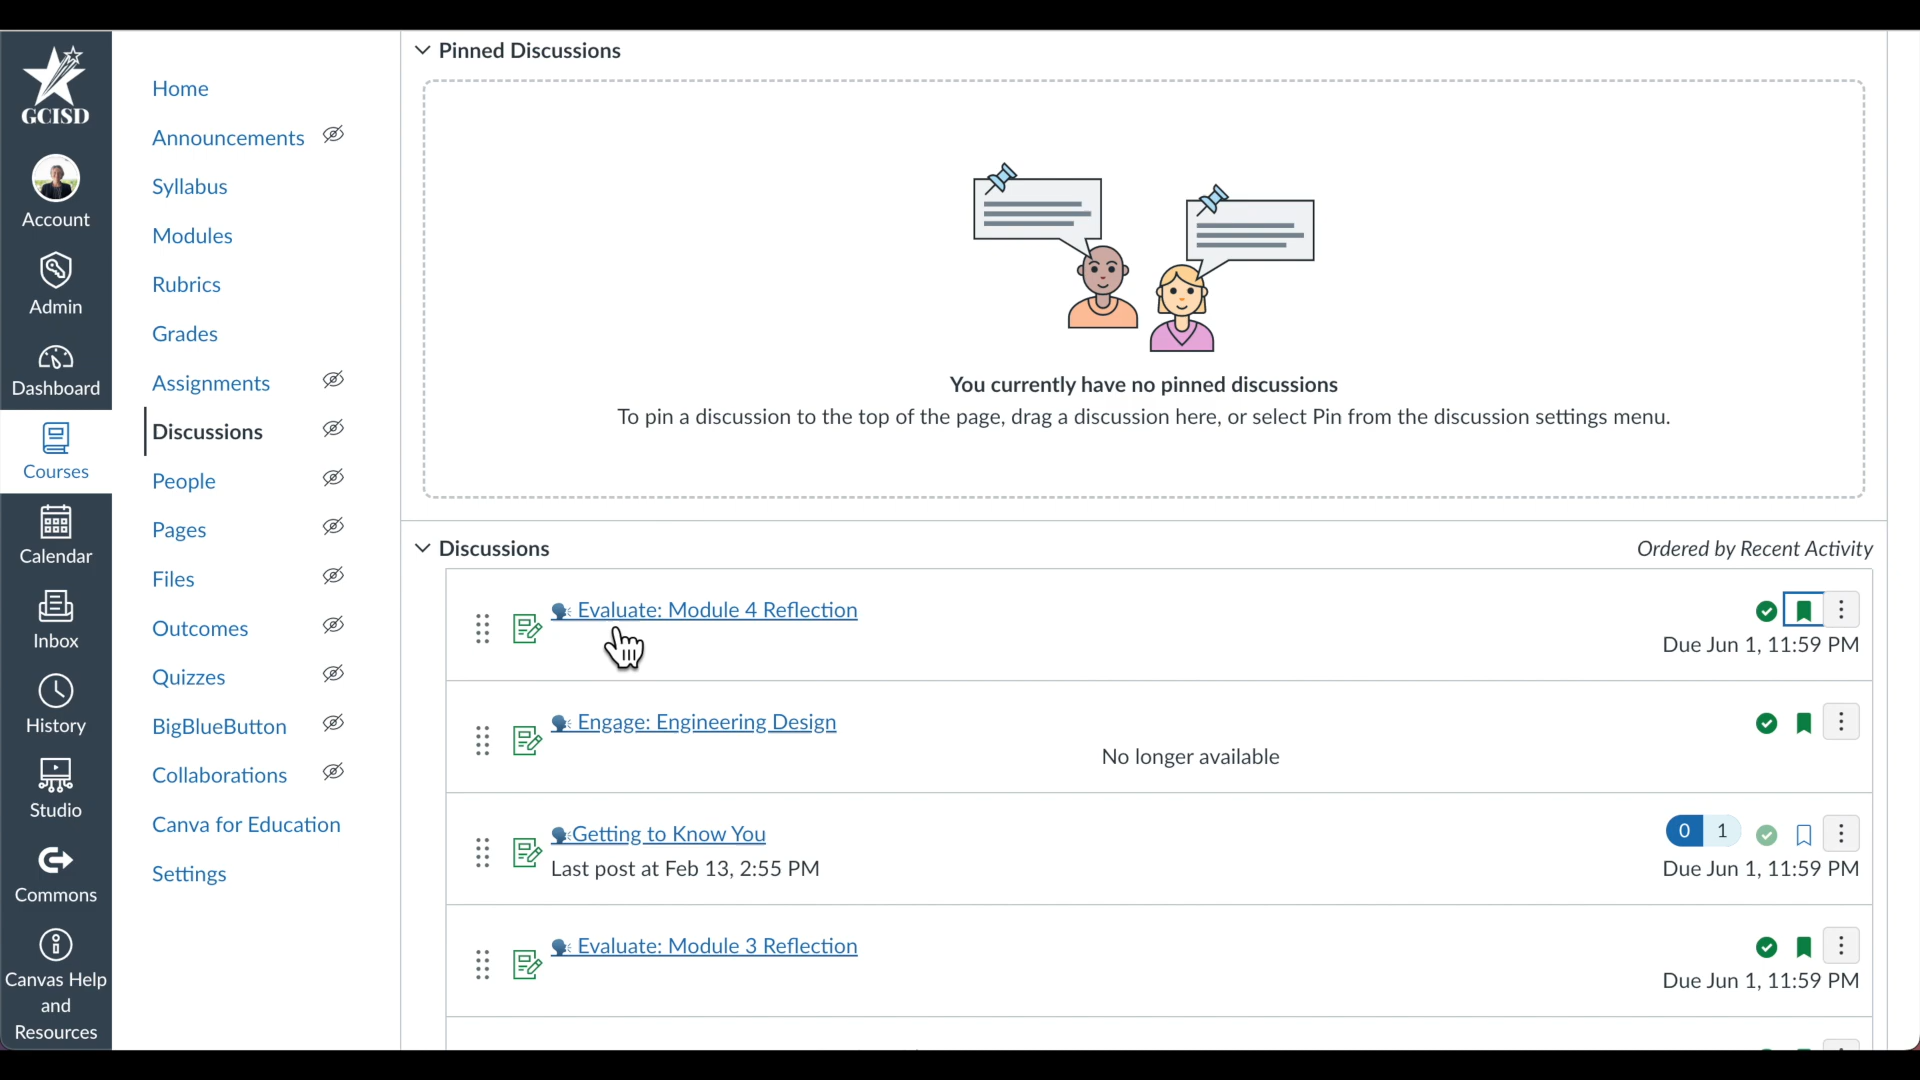 GCISD
Account
Admin
Dashboard
Courses
Calendar
Inbox
History
Studio
Commons
Canvas Help
and
Resources
Home
Announcements
Syllabus
Modules
Rubrics
Grades
Assignments
Discussions
People
Pages
Files
Outcomes
Quizzes
BigBlueButton
Collaborations
Canva for Education
Settings
Pinned Discussions
You currently have no pinned discussions
To pin a discussion to the top of the page, drag a discussion here, or select Pin from the discussion settings menu.
Discussions
Ordered by Recent Activity
Evaluate: Module 4 Reflection
Due Jun 1, 11:59 PM
Engage: Engineering Design
No longer available
Getting to Know You
0 1
Last post at Feb 13, 2:55 PM
Due Jun 1, 11:59 PM
Evaluate: Module 3 Reflection
Due Jun 1, 11:59 PM